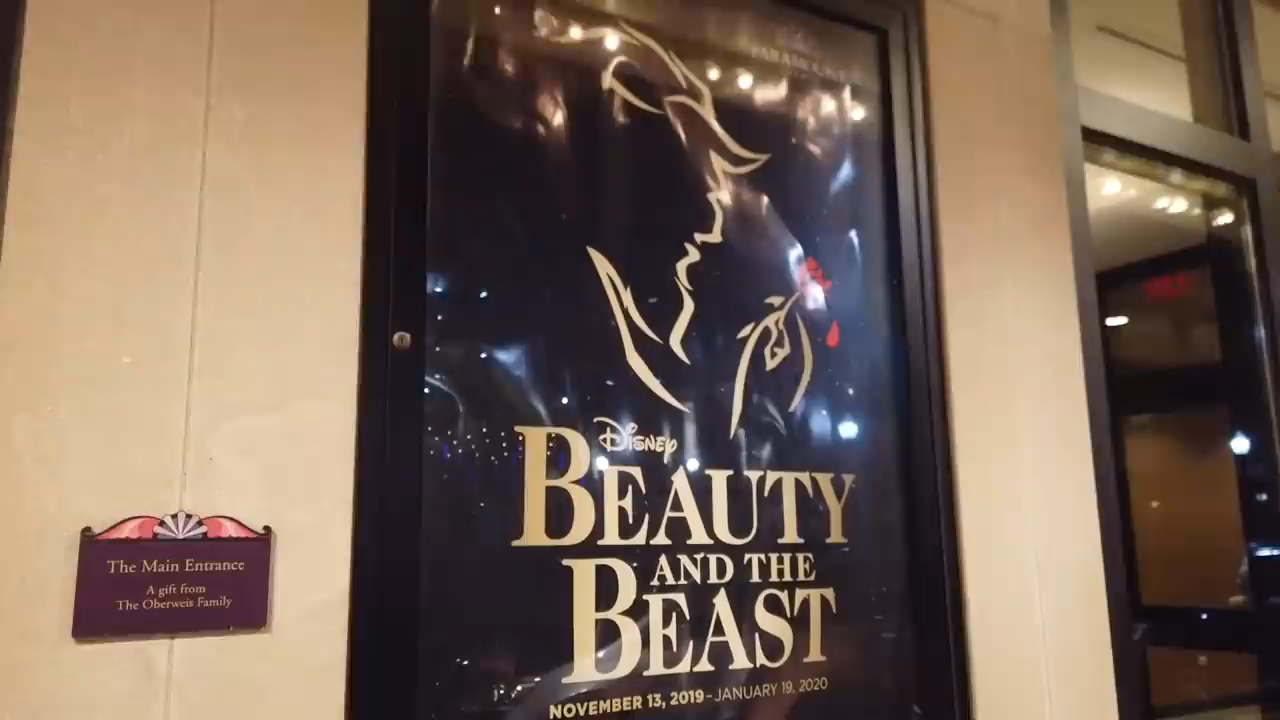 Disney
BEAUTY
AND THE
BEAST
NOVEMBER 13, 2019–JANUARY 19, 2020
The Main Entrance
A gift from
The Oberweis Family